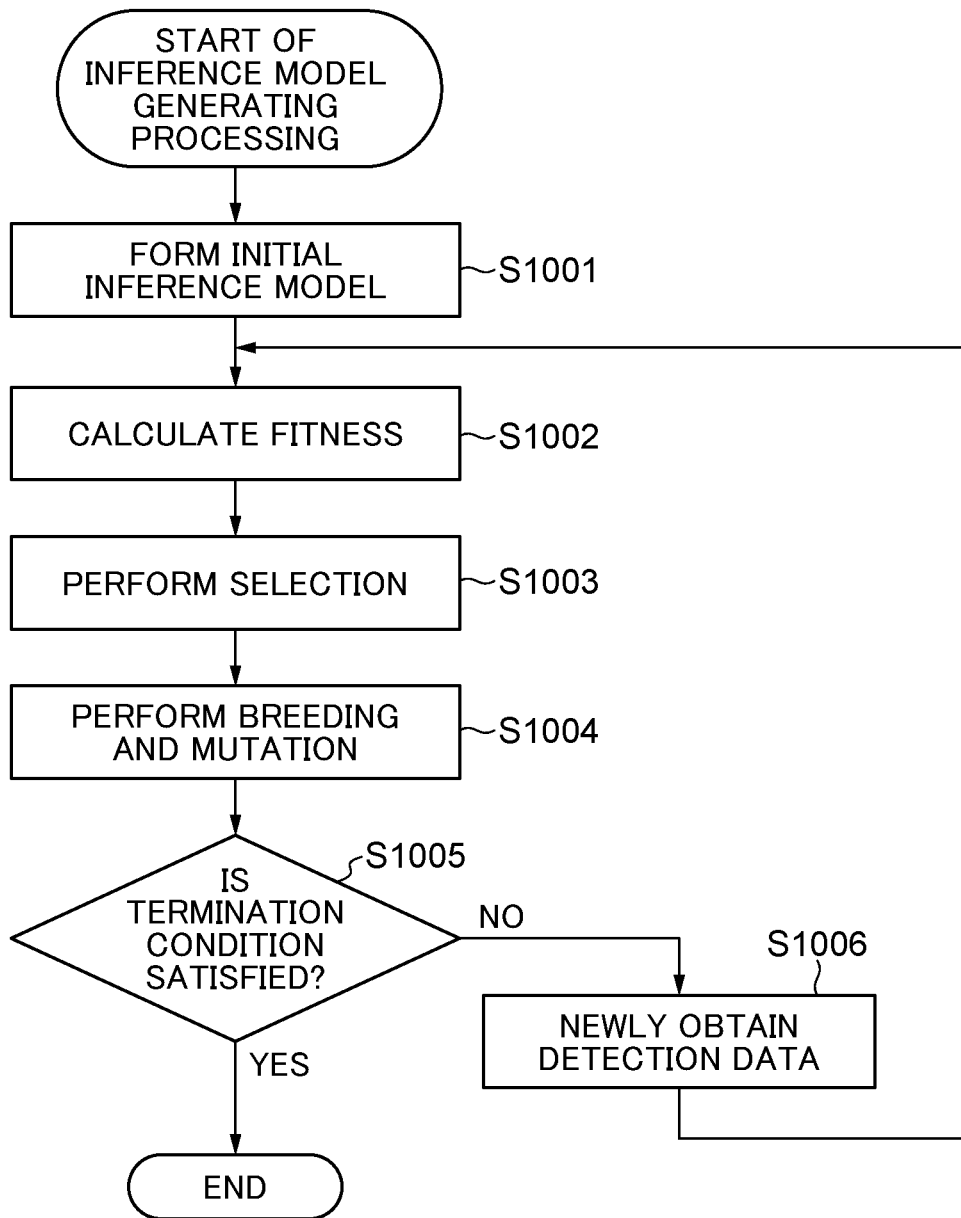 START OF
INFERENCE MODEL
GENERATING
PROCESSING
FORM INITIAL
INFERENCE MODEL
S1001
CALCULATE FITNESS
S1002
PERFORM SELECTION
S1003
PERFORM BREEDING
AND MUTATION
S1004
S1005
IS
TERMINATION
CONDITION
SATISFIED?
NO
YES
S1006
NEWLY OBTAIN
DETECTION DATA
END